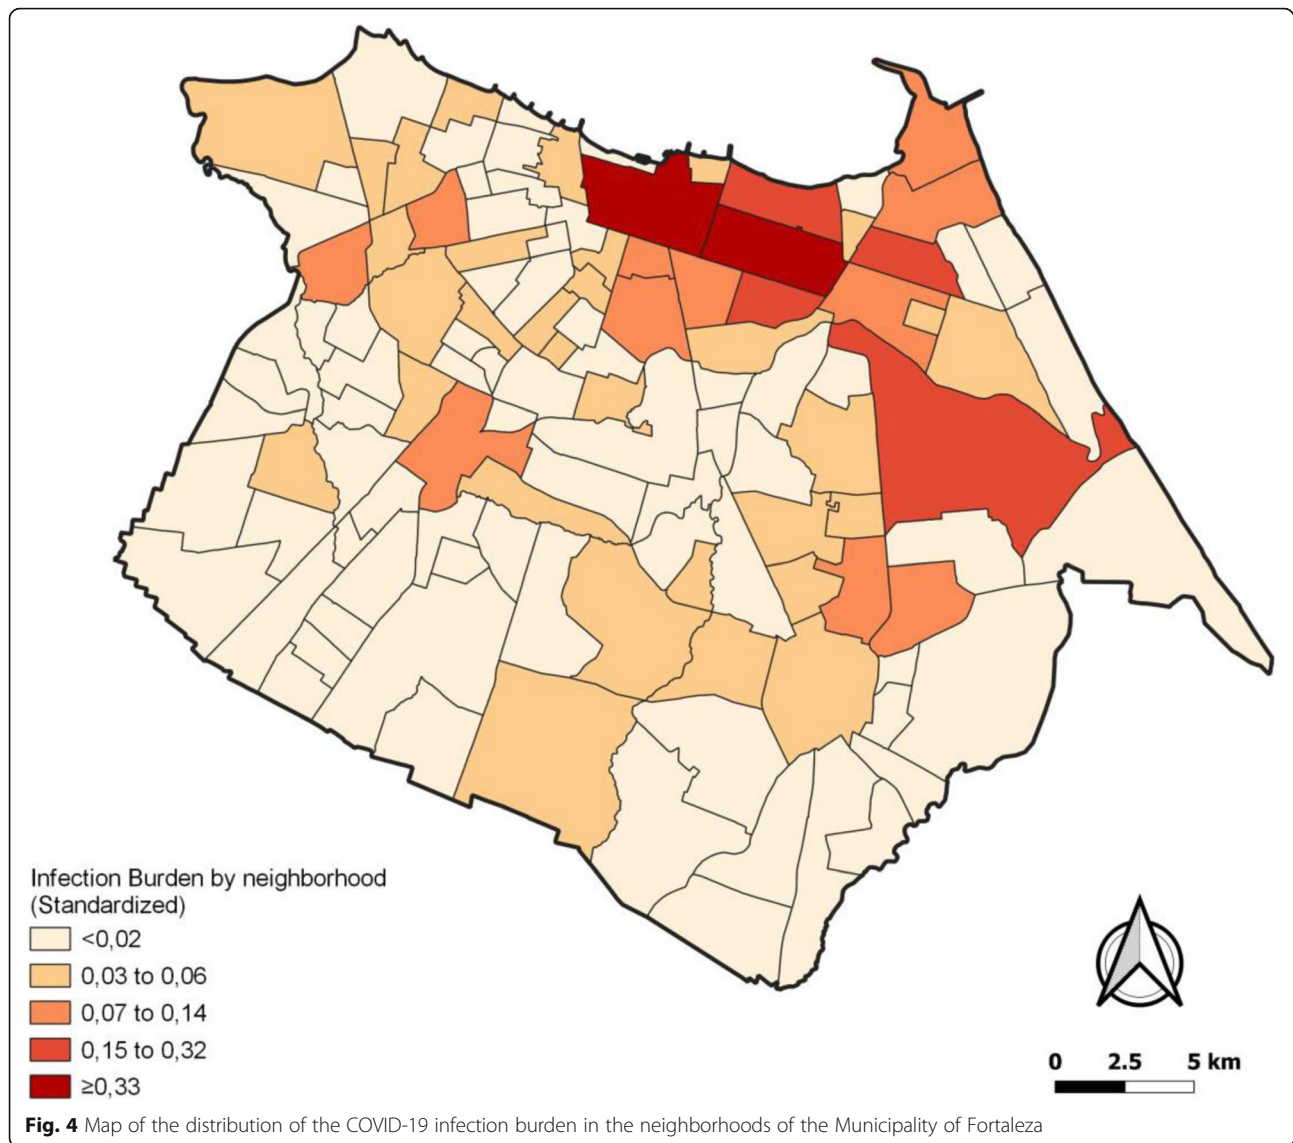 Infection Burden by neighborhood
(Standardized)
<0,02
0,03 to 0,06
0,07 to 0,14
0,15 to 0,32
≥0,33
0 2.5 5 km
Fig. 4 Map of the distribution of the COVID-19 infection burden in the neighborhoods of the Municipality of Fortaleza